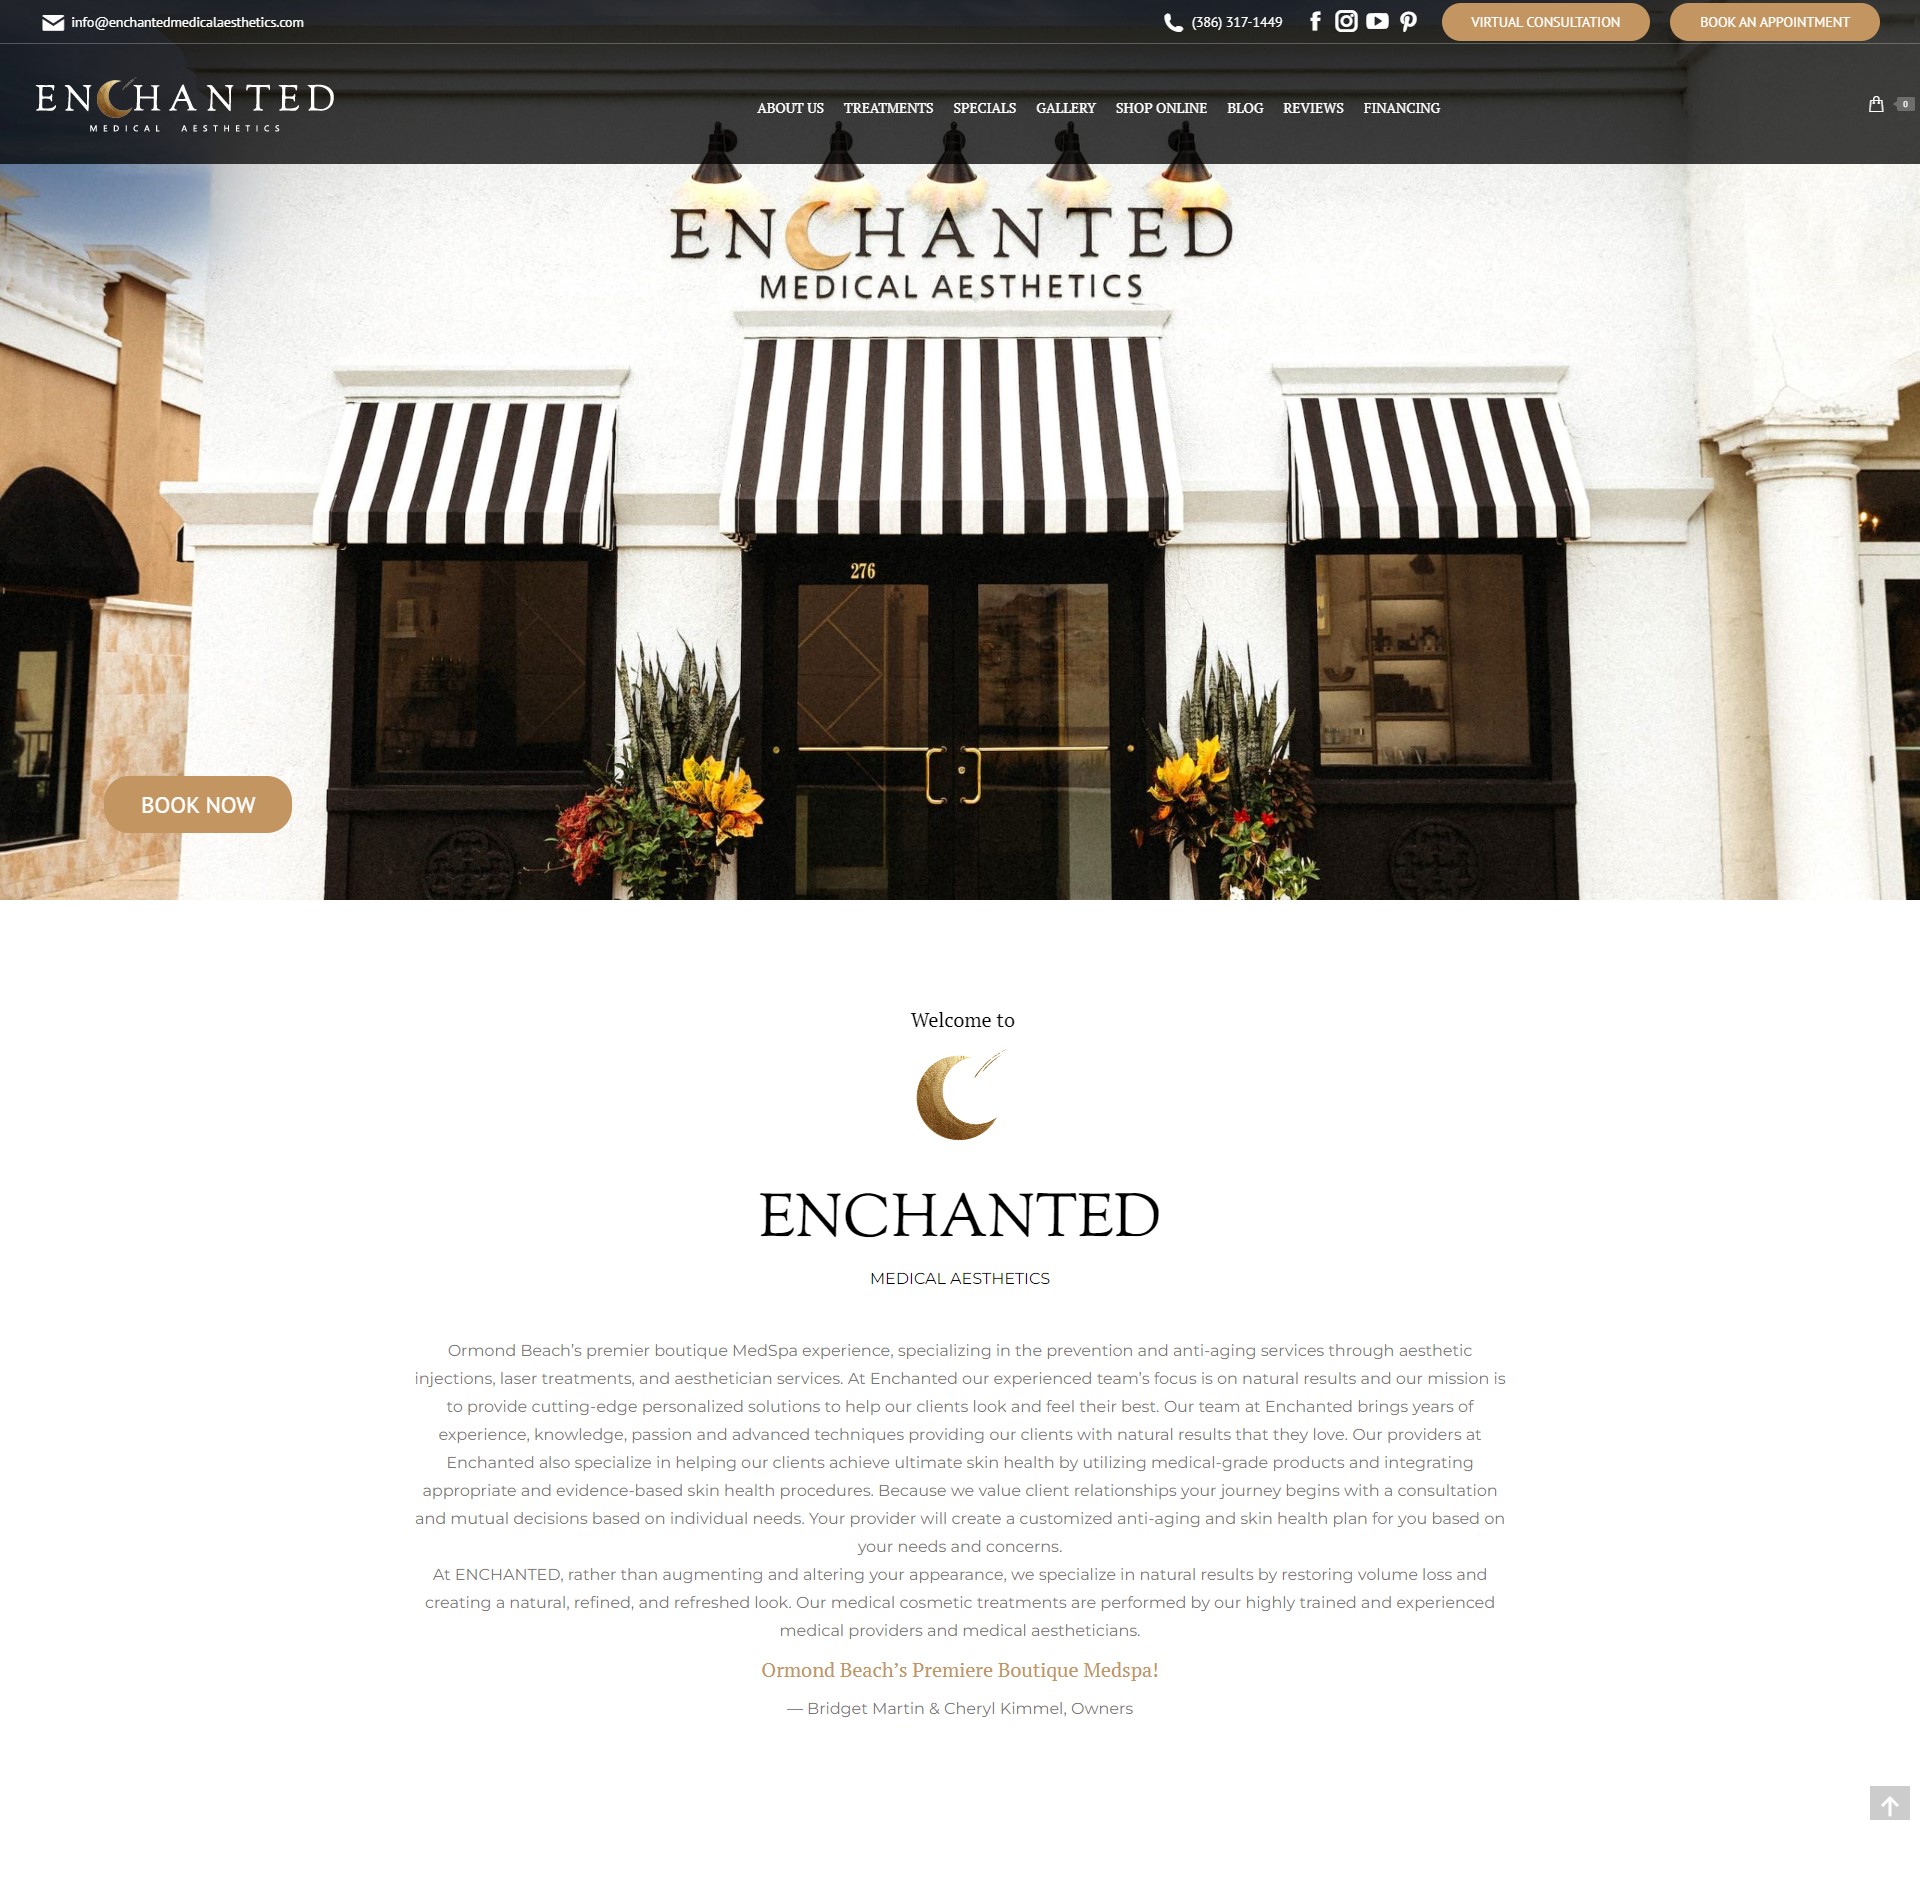 info@enchantedmedicalaesthetics.com
(386) 317-1449
VIRTUAL CONSULTATION
BOOK AN APPOINTMENT
ENCHANTED
MEDICAL AESTHETICS
ABOUT US TREATMENTS SPECIALS GALLERY SHOP ONLINE BLOG REVIEWS FINANCING
0
ENCHANTED
MEDICAL AESTHETICS
276
BOOK NOW
Welcome to
ENCHANTED
MEDICAL AESTHETICS
Ormond Beach’s premier boutique MedSpa experience, specializing in the prevention and anti-aging services through aesthetic
injections, laser treatments, and aesthetician services. At Enchanted our experienced team’s focus is on natural results and our mission is
to provide cutting-edge personalized solutions to help our clients look and feel their best. Our team at Enchanted brings years of
experience, knowledge, passion and advanced techniques providing our clients with natural results that they love. Our providers at
Enchanted also specialize in helping our clients achieve ultimate skin health by utilizing medical-grade products and integrating
appropriate and evidence-based skin health procedures. Because we value client relationships your journey begins with a consultation
and mutual decisions based on individual needs. Your provider will create a customized anti-aging and skin health plan for you based on
your needs and concerns.
At ENCHANTED, rather than augmenting and altering your appearance, we specialize in natural results by restoring volume loss and
creating a natural, refined, and refreshed look. Our medical cosmetic treatments are performed by our highly trained and experienced
medical providers and medical aestheticians.
Ormond Beach’s Premiere Boutique Medspa!
— Bridget Martin & Cheryl Kimmel, Owners